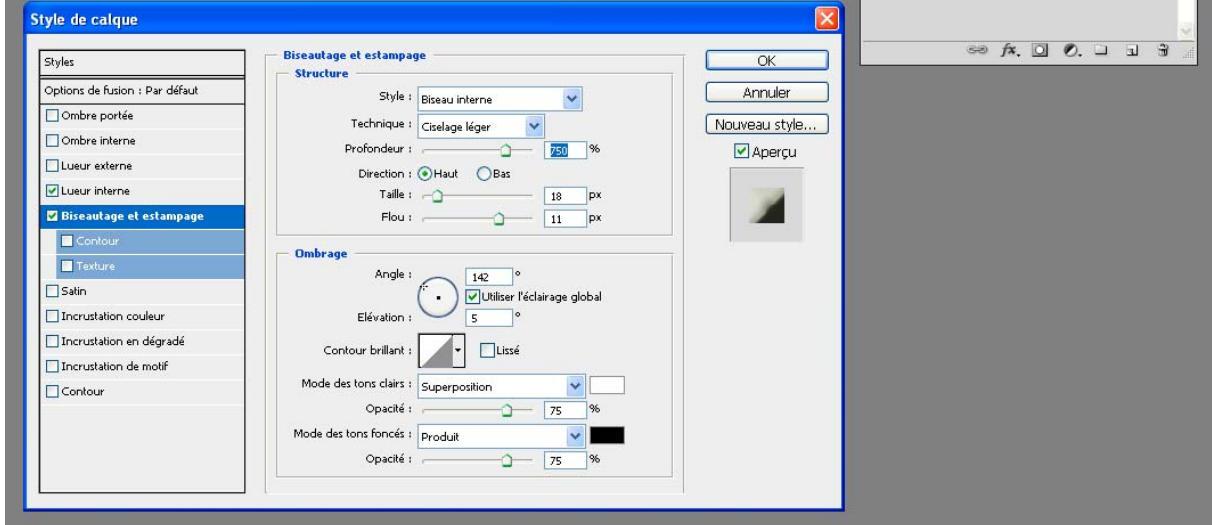 Style de calque
Styles
Options de fusion : Par défaut
Ombre portée
Ombre interne
Lueur externe
Lueur interne
Biseautage et estampage
Contour
Texture
Satin
Incrustation couleur
Incrustation en dégradé
Incrustation de motif
Contour
Biseautage et estampage
Structure
Style : Biseau interne
Technique : Ciselage léger
Profondeur : 750 %
Direction : Haut Bas
Taille : 18 px
Flou : 11 px
Ombrage
Angle : 142 °
Utiliser l'éclairage global
Elévation : 5 °
Contour brillant : Lissé
Mode des tons clairs : Superposition
Opacité : 75 %
Mode des tons foncés : Produit
Opacité : 75 %
OK
Annuler
Nouveau style...
Aperçu
fx.